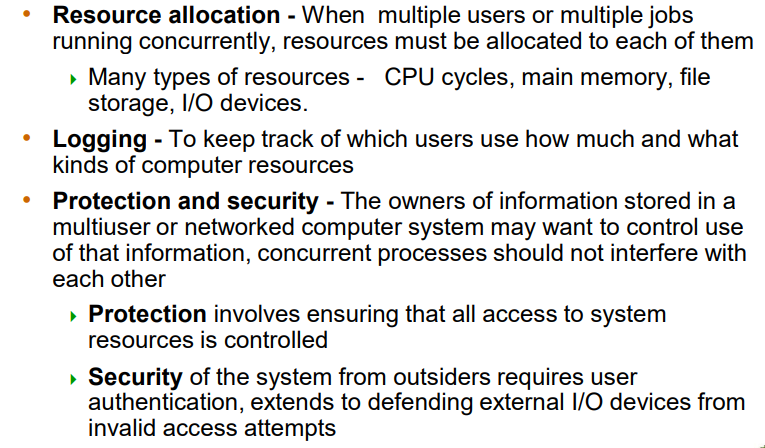 • Resource allocation - When multiple users or multiple jobs
running concurrently, resources must be allocated to each of them
Many types of resources - CPU cycles, main memory, file
storage, I/O devices.
• Logging - To keep track of which users use how much and what
kinds of computer resources
• Protection and security - The owners of information stored in a
multiuser or networked computer system may want to control use
of that information, concurrent processes should not interfere with
each other
Protection involves ensuring that all access to system
resources is controlled
Security of the system from outsiders requires user
authentication, extends to defending external I/O devices from
invalid access attempts